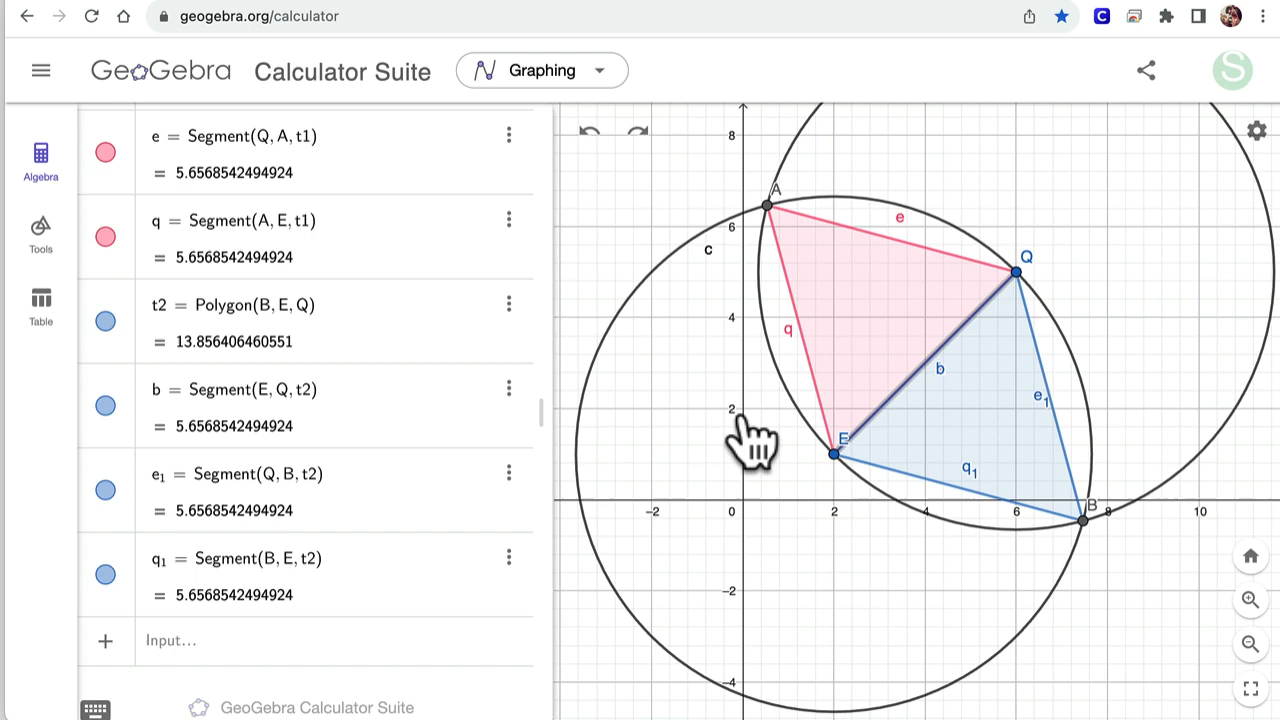 geogebra.org/calculator
C
GeoGebra
Calculator Suite
Graphing
S
Algebra
Tools
Table
e = Segment(Q, A, t1)
= 5.6568542494924
q = Segment(A, E, t1)
= 5.6568542494924
t2 = Polygon(B, E, Q)
= 13.856406460551
b = Segment(E, Q, t2)
= 5.6568542494924
e₁ = Segment(Q, B, t2)
= 5.6568542494924
q₁ = Segment(B, E, t2)
= 5.6568542494924
+ Input…
GeoGebra Calculator Suite
8
A
e
6
c
Q
4
q
b
e₁
2
E
q₁
B
−2
0
2
4
6
8
10
−2
−4